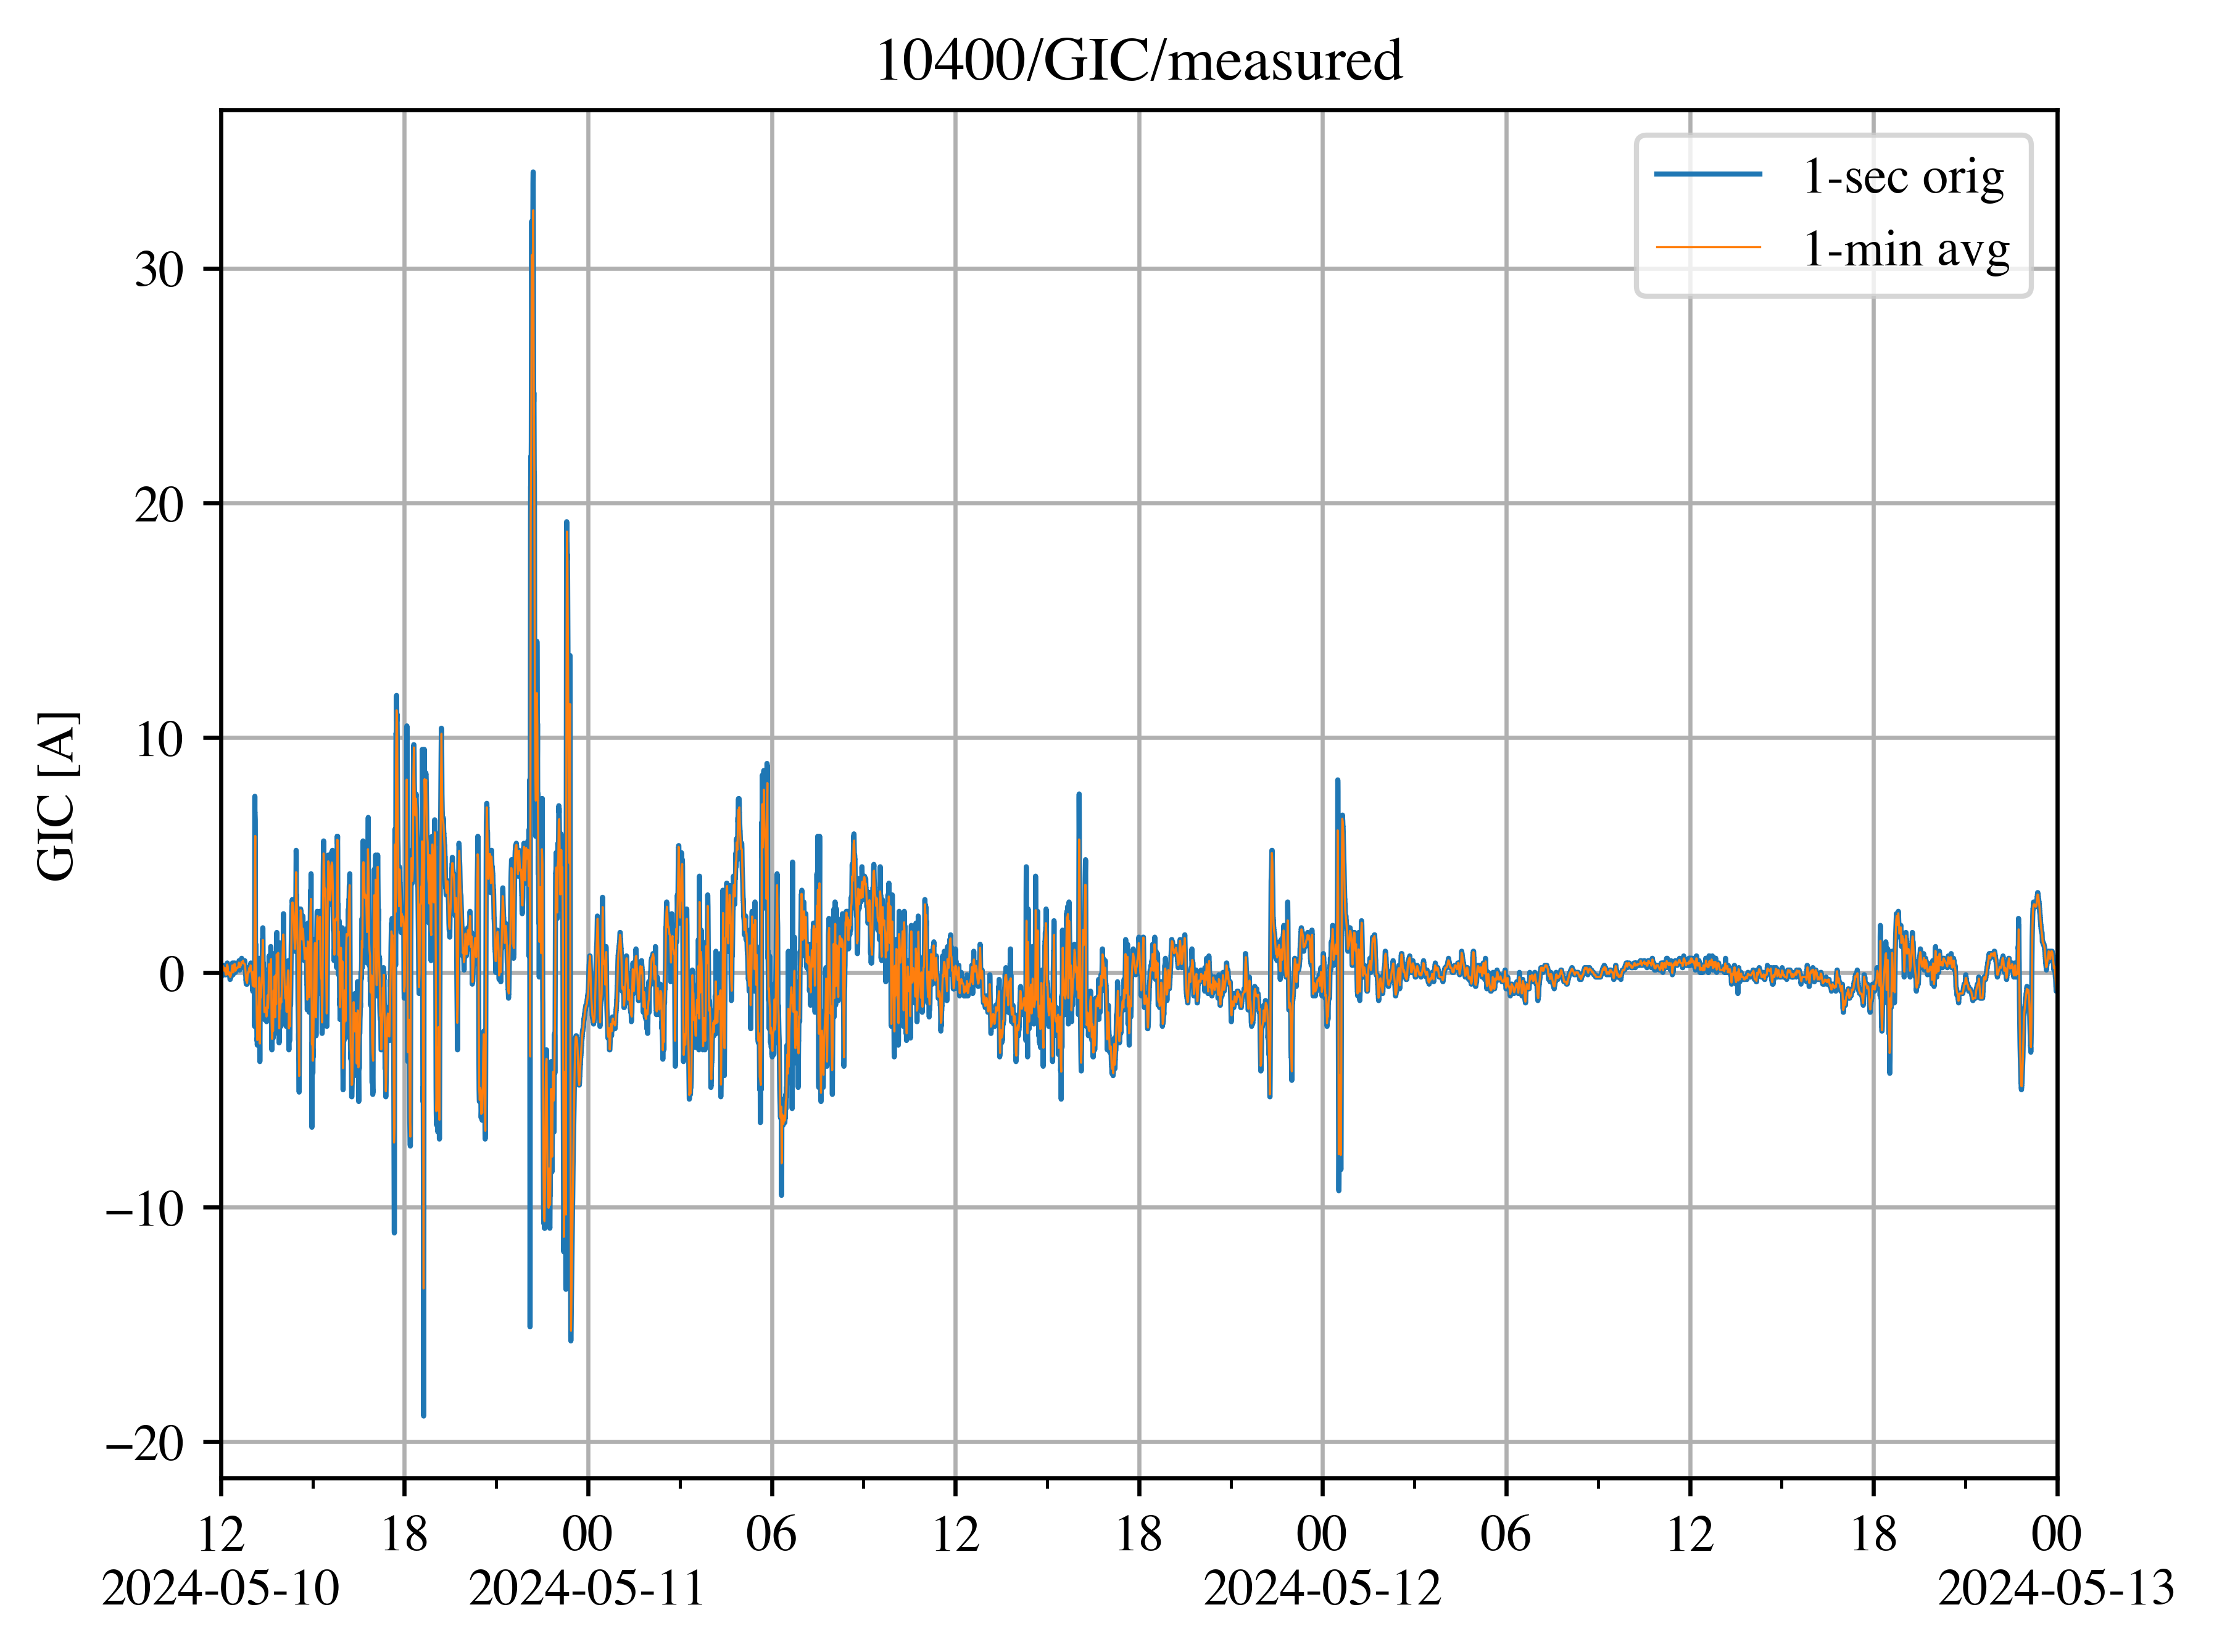 10400/GIC/measured
1-sec orig
1-min avg
GIC [A]
30
20
10
0
−10
−20
12 18 00 06 12 18 00 06 12 18 00
2024-05-10 2024-05-11 2024-05-12 2024-05-13